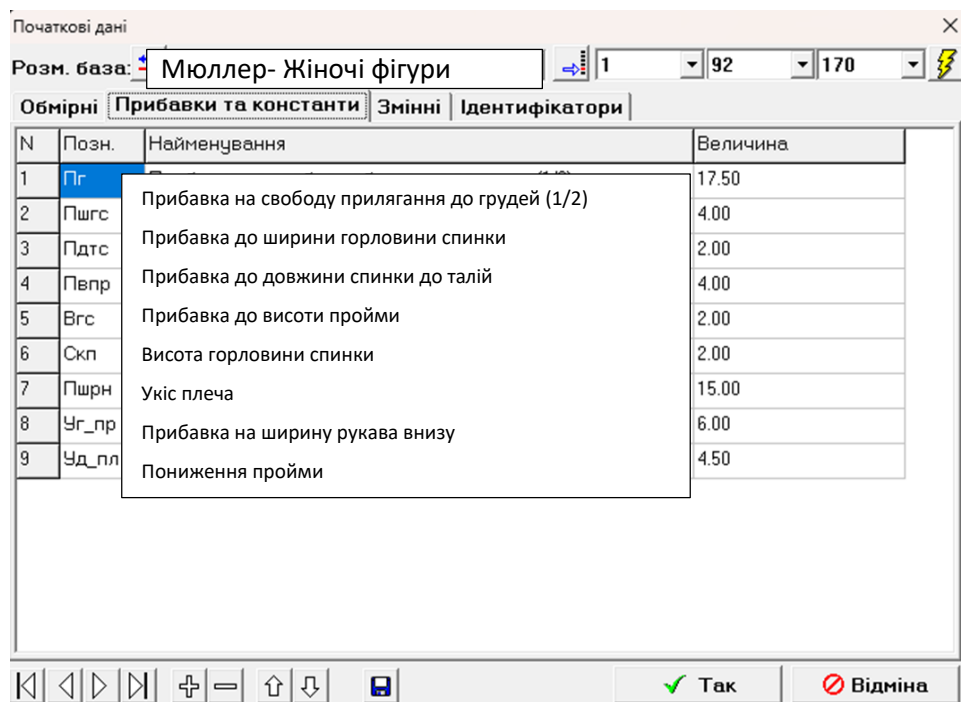 Початкові дані
Розм. база: Мюллер- Жіночі фігури 1 92 170
Обмірні Прибавки та константи Змінні Ідентифікатори
N Позн. Найменування Величина
1 Пг 17.50
Прибавка на свободу прилягання до грудей (1/2)
2 Пшгс Прибавка до ширини горловини спинки 4.00
3 Пдтс Прибавка до довжини спинки до талій 2.00
4 Пвпр Прибавка до висоти пройми 4.00
5 Вгс Висота горловини спинки 2.00
6 Скп Укіс плеча 2.00
7 Пшрн Прибавка на ширину рукава внизу 15.00
8 Уг_пр Пониження пройми 6.00
9 Уд_пл 4.50
Так Відміна